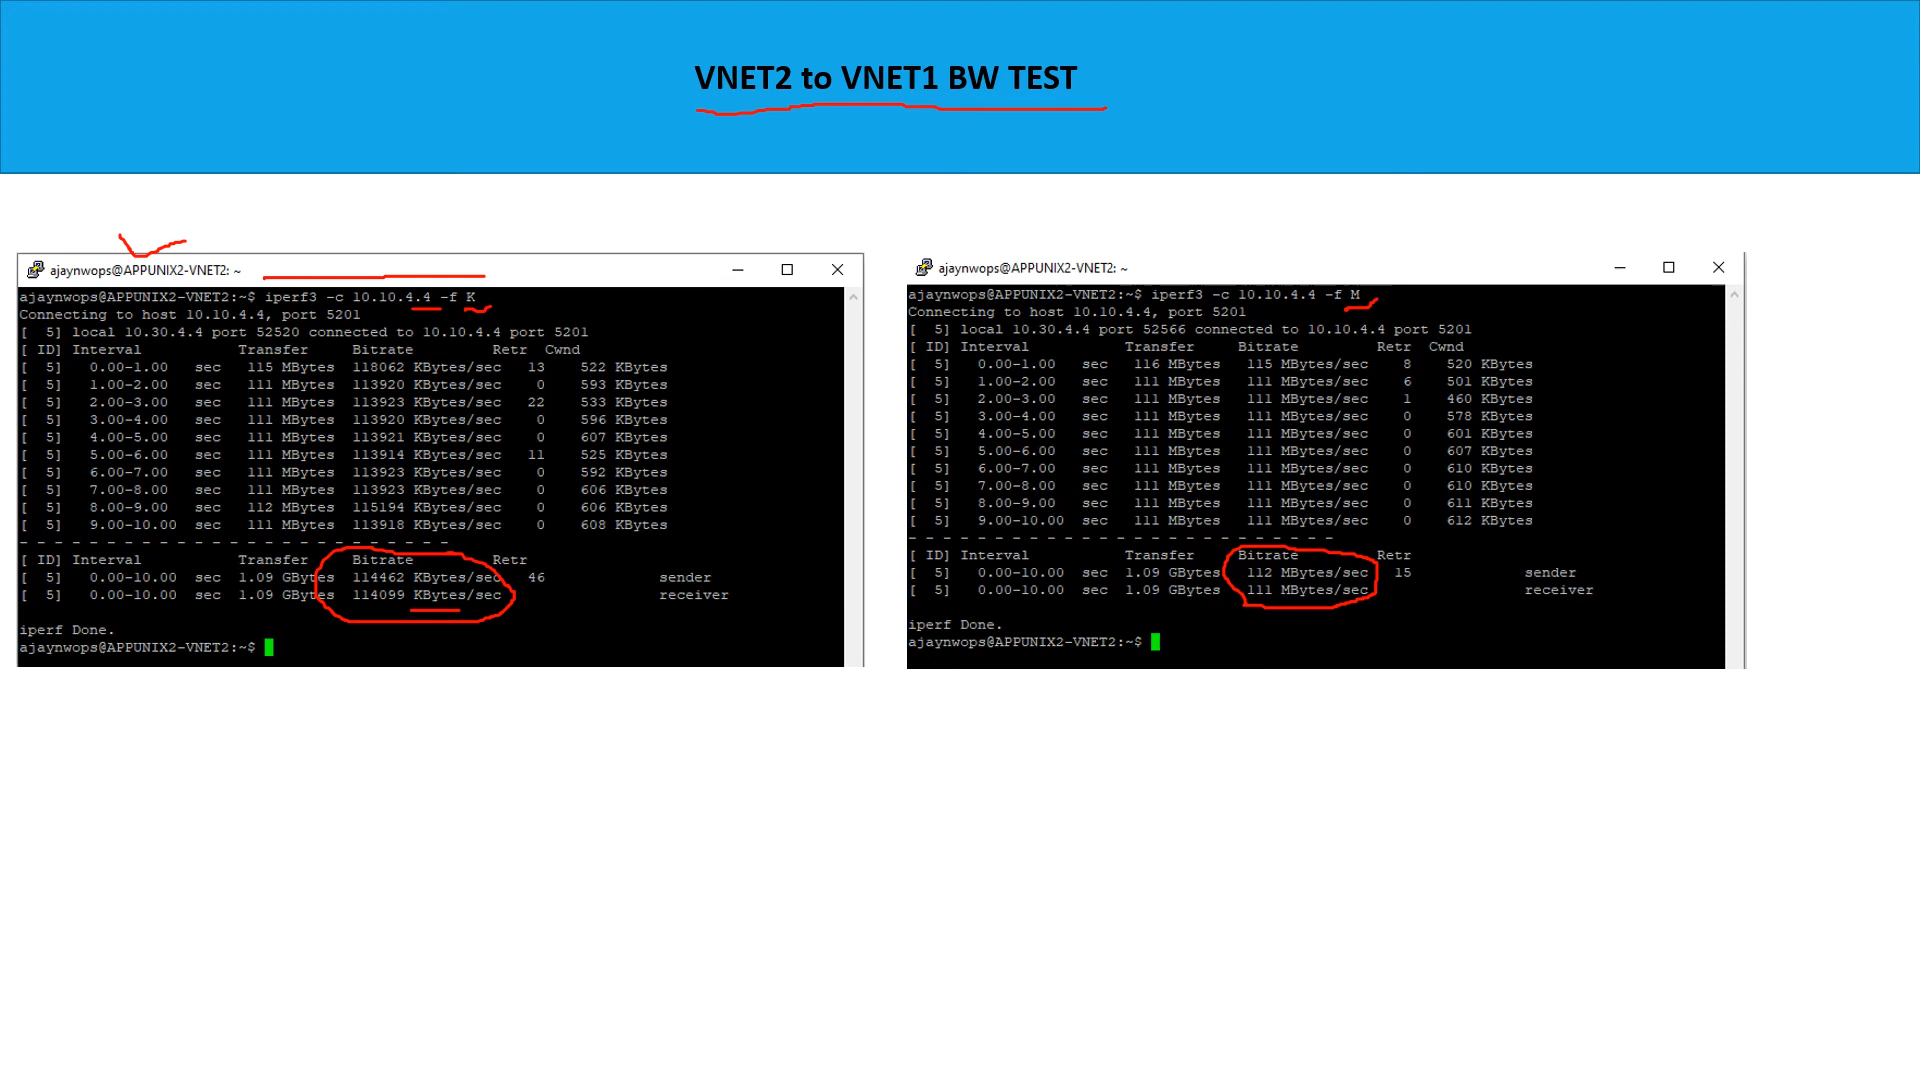 VNET2 to VNET1 BW TEST
ajaynwops@APPUNIX2-VNET2: ~
ajaynwops@APPUNIX2-VNET2:~$ iperf3 -c 10.10.4.4 -f K
Connecting to host 10.10.4.4, port 5201
[  5] local 10.30.4.4 port 52520 connected to 10.10.4.4 port 5201
[ ID] Interval Transfer Bitrate Retr Cwnd
[  5] 0.00-1.00 sec 115 MBytes 118062 KBytes/sec 13 522 KBytes
[  5] 1.00-2.00 sec 111 MBytes 113920 KBytes/sec 0 593 KBytes
[  5] 2.00-3.00 sec 111 MBytes 113923 KBytes/sec 22 533 KBytes
[  5] 3.00-4.00 sec 111 MBytes 113920 KBytes/sec 0 596 KBytes
[  5] 4.00-5.00 sec 111 MBytes 113921 KBytes/sec 0 607 KBytes
[  5] 5.00-6.00 sec 111 MBytes 113914 KBytes/sec 11 525 KBytes
[  5] 6.00-7.00 sec 111 MBytes 113923 KBytes/sec 0 592 KBytes
[  5] 7.00-8.00 sec 111 MBytes 113923 KBytes/sec 0 606 KBytes
[  5] 8.00-9.00 sec 112 MBytes 115194 KBytes/sec 0 606 KBytes
[  5] 9.00-10.00 sec 111 MBytes 113918 KBytes/sec 0 608 KBytes
- - - - - - - - - - - - - - - - - - - - - - - - -
[ ID] Interval Transfer Bitrate Retr
[  5] 0.00-10.00 sec 1.09 GBytes 114462 KBytes/sec 46 sender
[  5] 0.00-10.00 sec 1.09 GBytes 114099 KBytes/sec receiver
iperf Done.
ajaynwops@APPUNIX2-VNET2:~$
ajaynwops@APPUNIX2-VNET2: ~
ajaynwops@APPUNIX2-VNET2:~$ iperf3 -c 10.10.4.4 -f M
Connecting to host 10.10.4.4, port 5201
[  5] local 10.30.4.4 port 52566 connected to 10.10.4.4 port 5201
[ ID] Interval Transfer Bitrate Retr Cwnd
[  5] 0.00-1.00 sec 116 MBytes 115 MBytes/sec 8 520 KBytes
[  5] 1.00-2.00 sec 111 MBytes 111 MBytes/sec 6 501 KBytes
[  5] 2.00-3.00 sec 111 MBytes 111 MBytes/sec 1 460 KBytes
[  5] 3.00-4.00 sec 111 MBytes 111 MBytes/sec 0 578 KBytes
[  5] 4.00-5.00 sec 111 MBytes 111 MBytes/sec 0 601 KBytes
[  5] 5.00-6.00 sec 111 MBytes 111 MBytes/sec 0 607 KBytes
[  5] 6.00-7.00 sec 111 MBytes 111 MBytes/sec 0 610 KBytes
[  5] 7.00-8.00 sec 111 MBytes 111 MBytes/sec 0 610 KBytes
[  5] 8.00-9.00 sec 111 MBytes 111 MBytes/sec 0 611 KBytes
[  5] 9.00-10.00 sec 111 MBytes 111 MBytes/sec 0 612 KBytes
- - - - - - - - - - - - - - - - - - - - - - - - -
[ ID] Interval Transfer Bitrate Retr
[  5] 0.00-10.00 sec 1.09 GBytes 112 MBytes/sec 15 sender
[  5] 0.00-10.00 sec 1.09 GBytes 111 MBytes/sec receiver
iperf Done.
ajaynwops@APPUNIX2-VNET2:~$